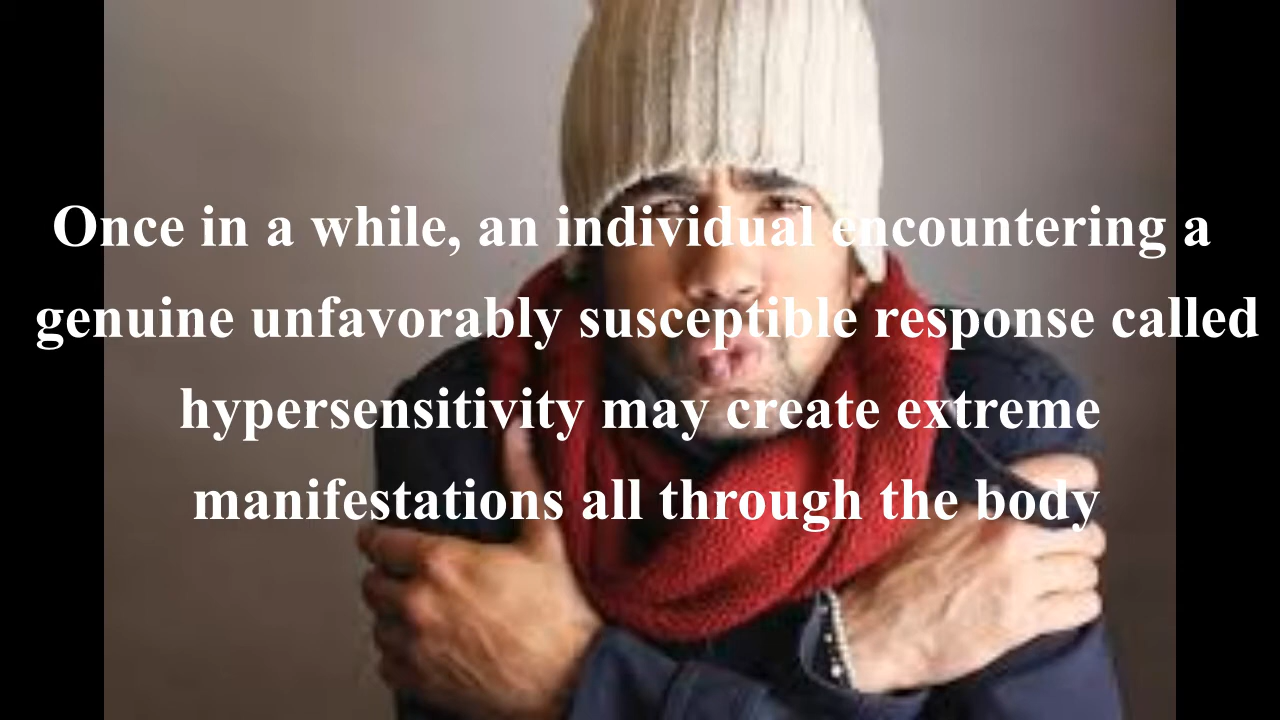 Once in a while, an individual encountering a
genuine unfavorably susceptible response called
hypersensitivity may create extreme
manifestations all through the body